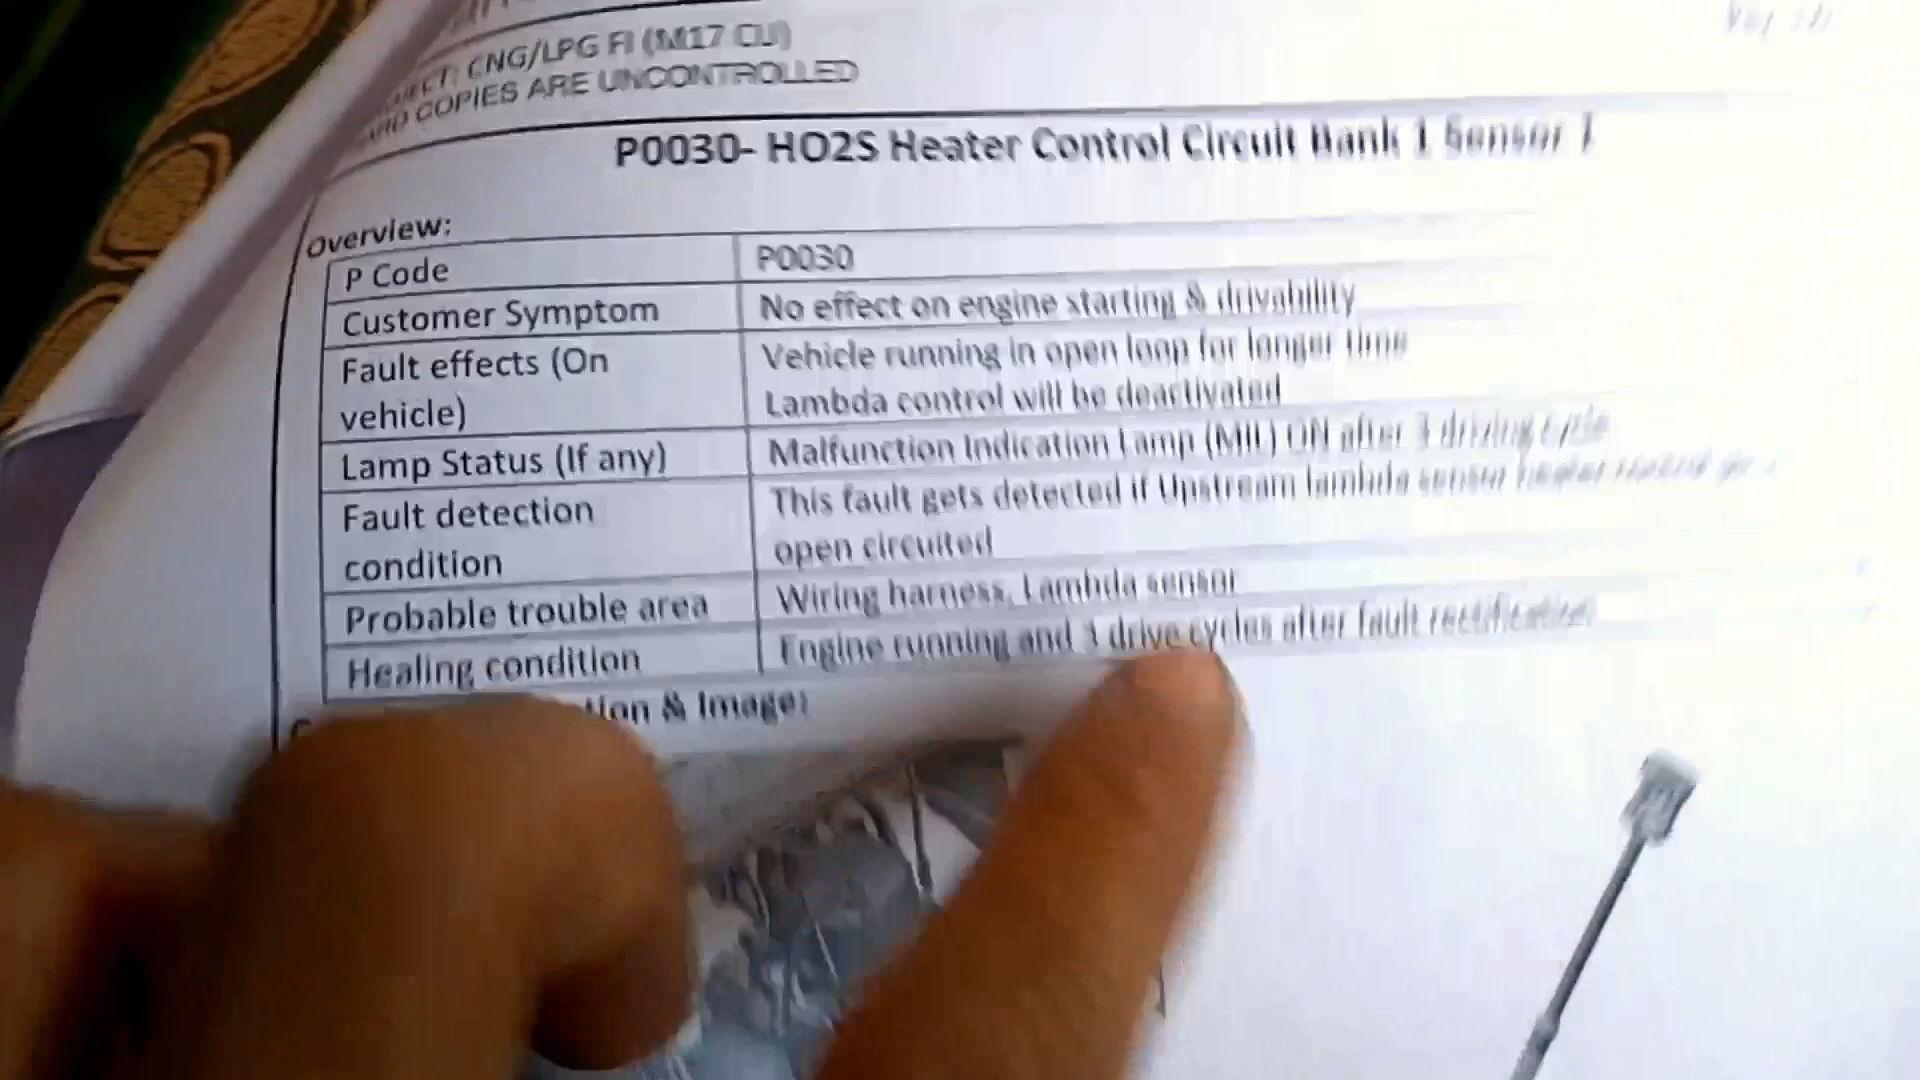 CNG/LPG FI (M17 CU)
COPIES ARE UNCONTROLLED
P0030- HO2S Heater Control Circuit Bank 1 Sensor 1
Overview:
P Code P0030
Customer Symptom No effect on engine starting & drivability
Fault effects (On vehicle) Vehicle running in open loop for longer time
Lambda control will be deactivated
Lamp Status (If any) Malfunction Indication Lamp (MIL) ON after 3 driving cycle
Fault detection condition This fault gets detected if Upstream lambda sensor heater control
open circuited
Probable trouble area Wiring harness, Lambda sensor
Healing condition Engine running and 3 drive cycles after fault rectification
& Image: